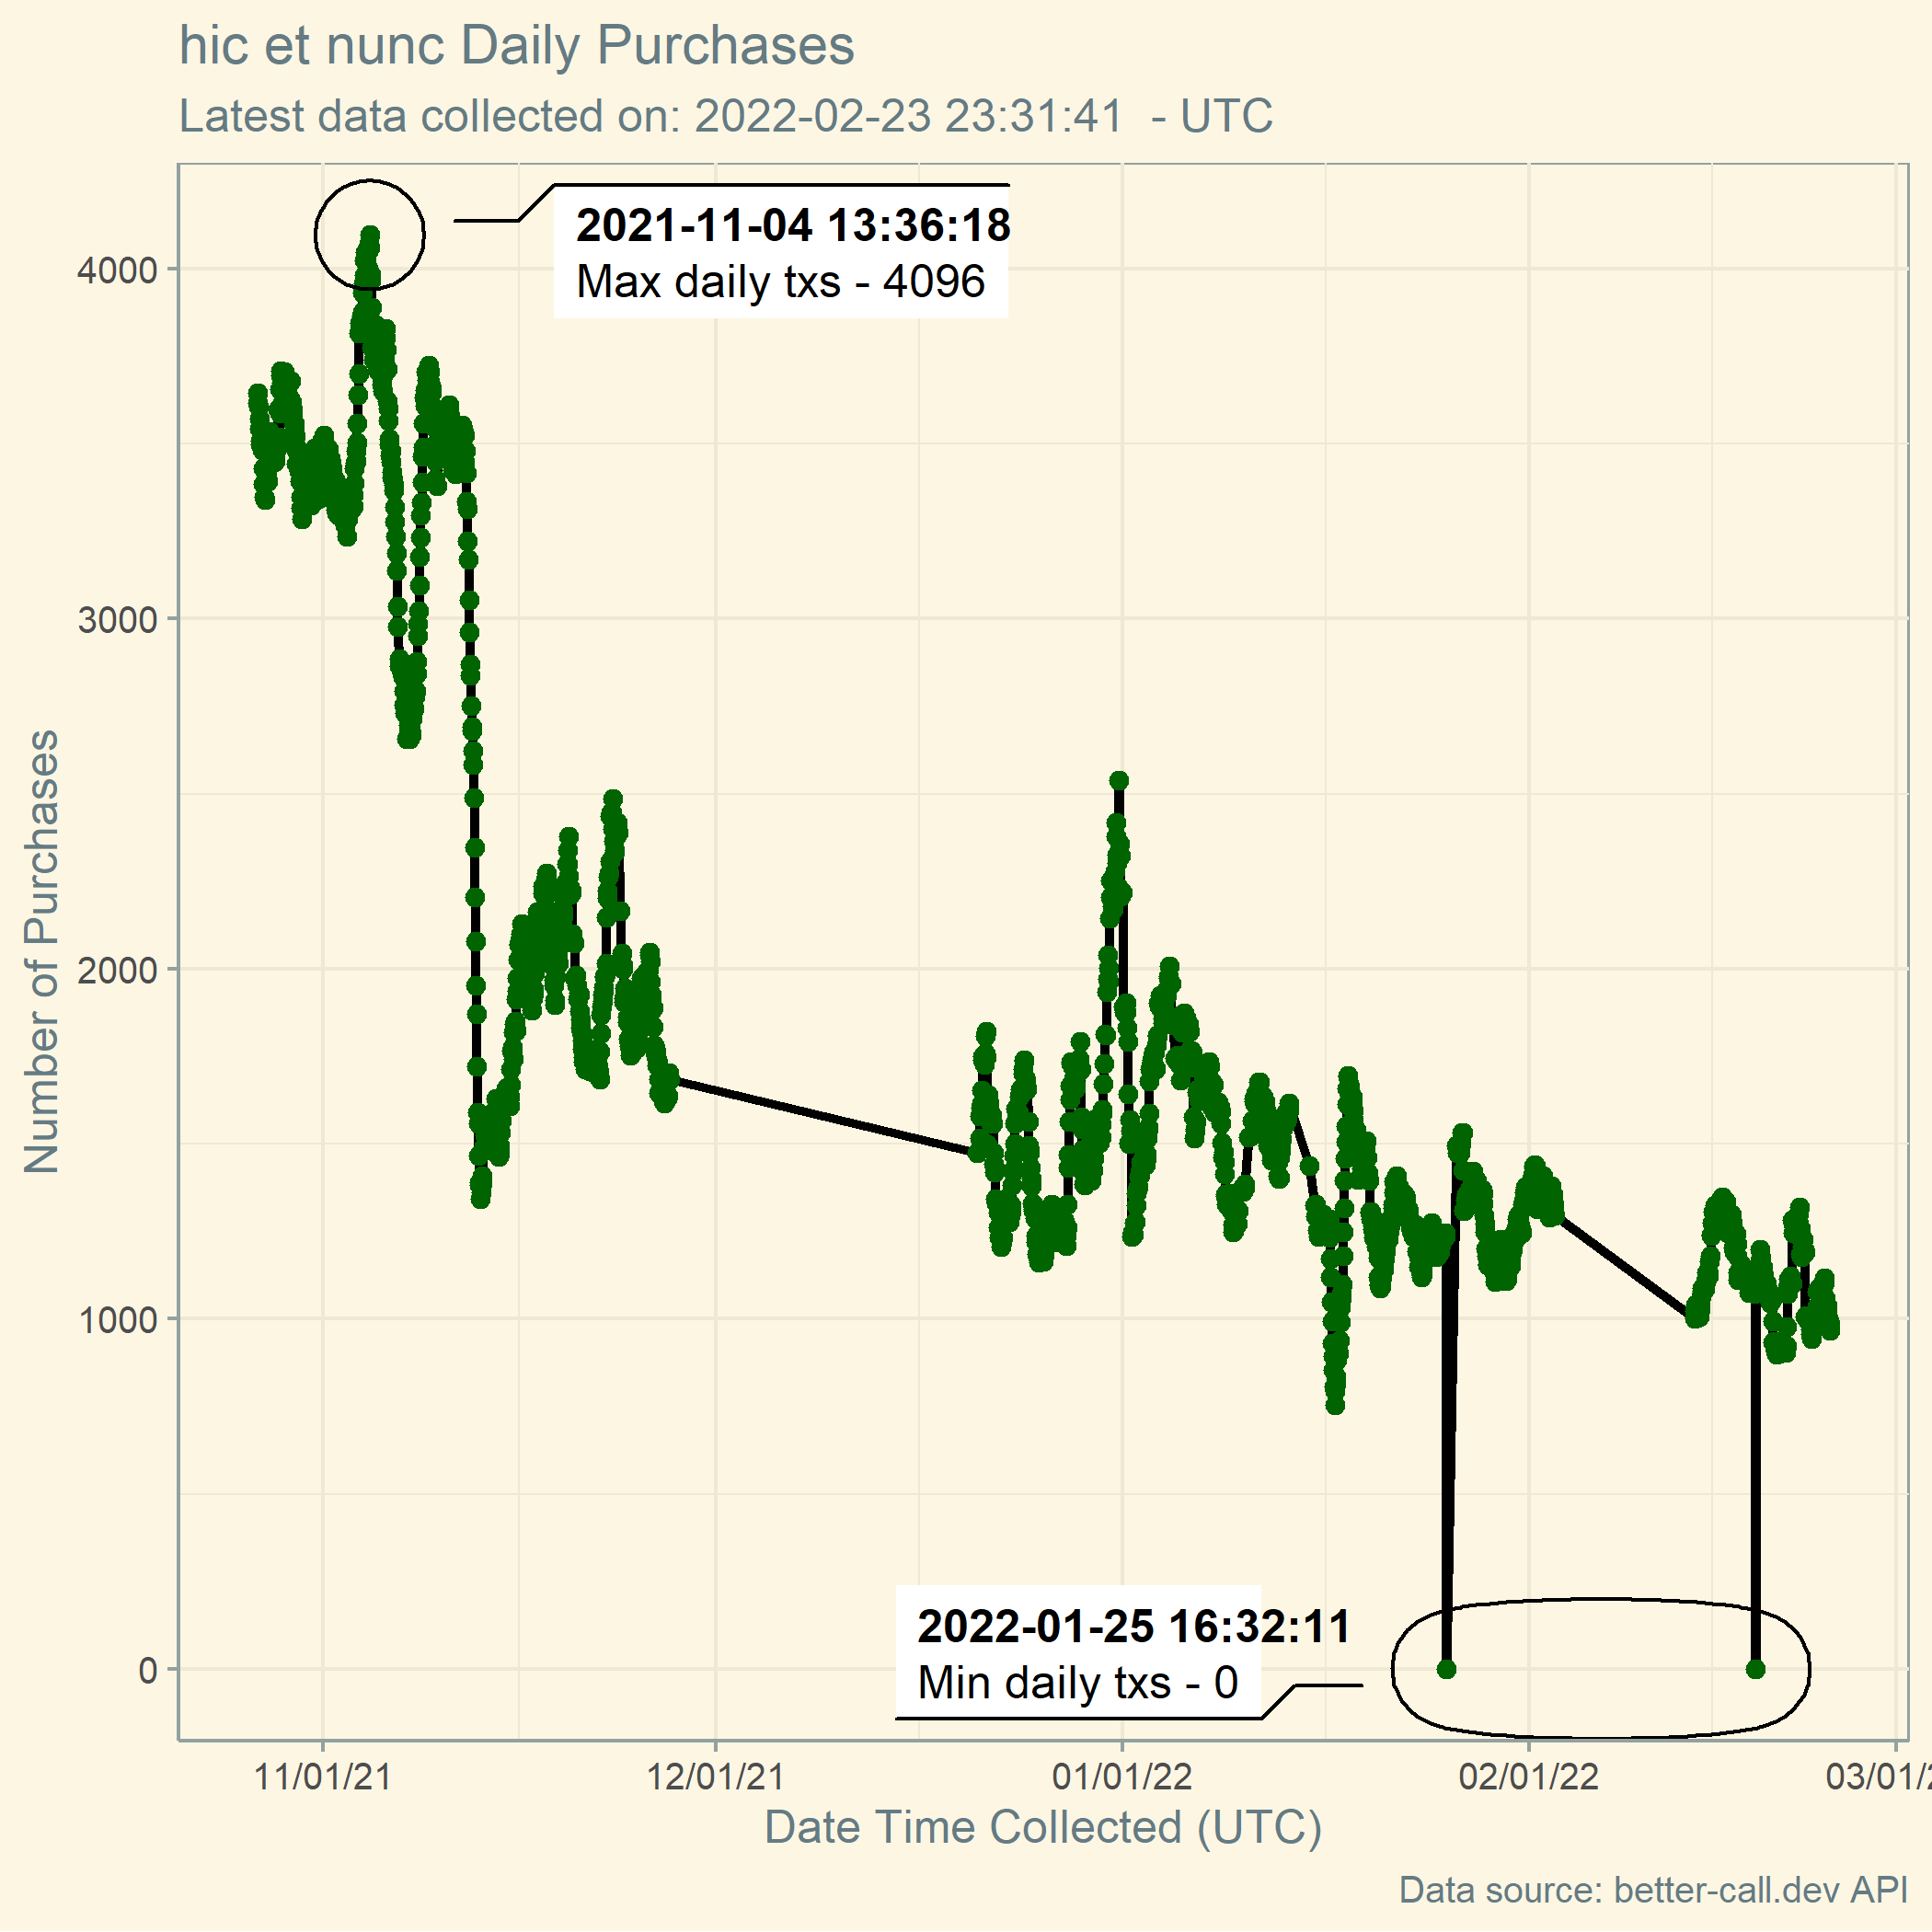 hic et nunc Daily Purchases
Latest data collected on: 2022-02-23 23:31:41  - UTC
2021-11-04 13:36:18
Max daily txs - 4096
4000
3000
2000
1000
0
Number of Purchases
2022-01-25 16:32:11
Min daily txs - 0
11/01/21 12/01/21 01/01/22 02/01/22 03/01/2
Date Time Collected (UTC)
Data source: better-call.dev API